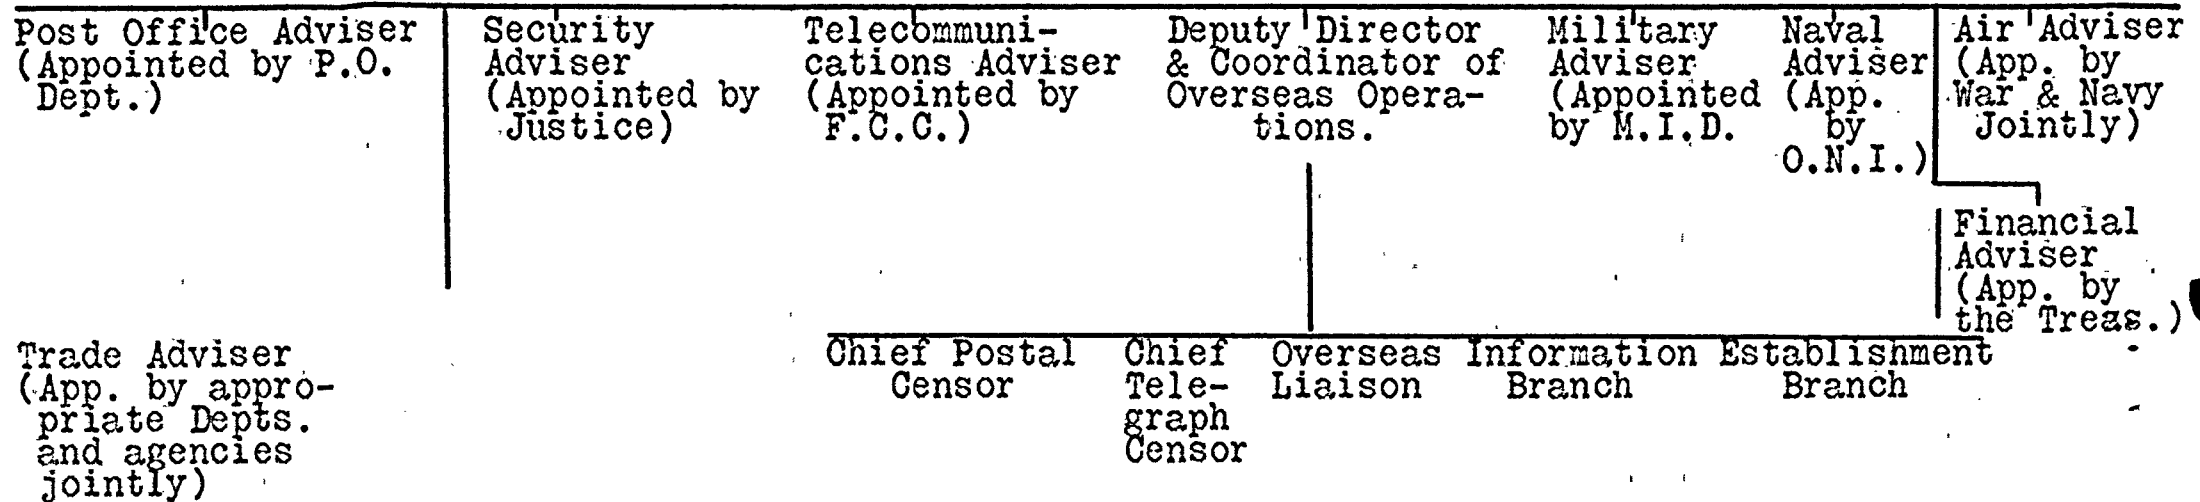 Post Office Adviser
(Appointed by P.O.
Dept.)
Security
Adviser
(Appointed by
Justice)
Telecommuni-
cations Adviser
(Appointed by
F.C.C.)
Deputy Director
& Coordinator of
Overseas Opera-
tions.
Military
Adviser
(Appointed
by M.I.D.
Naval
Adviser
(App.
by
O.N.I.)
Air Adviser
(App. by
War & Navy
Jointly)
Financial
Adviser
(App. by
the Treas.)
Trade Adviser
(App. by appro-
priate Depts.
and agencies
jointly)
Chief Postal
Censor
Chief
Tele-
graph
Censor
Overseas
Liaison
Information
Branch
Establishment
Branch